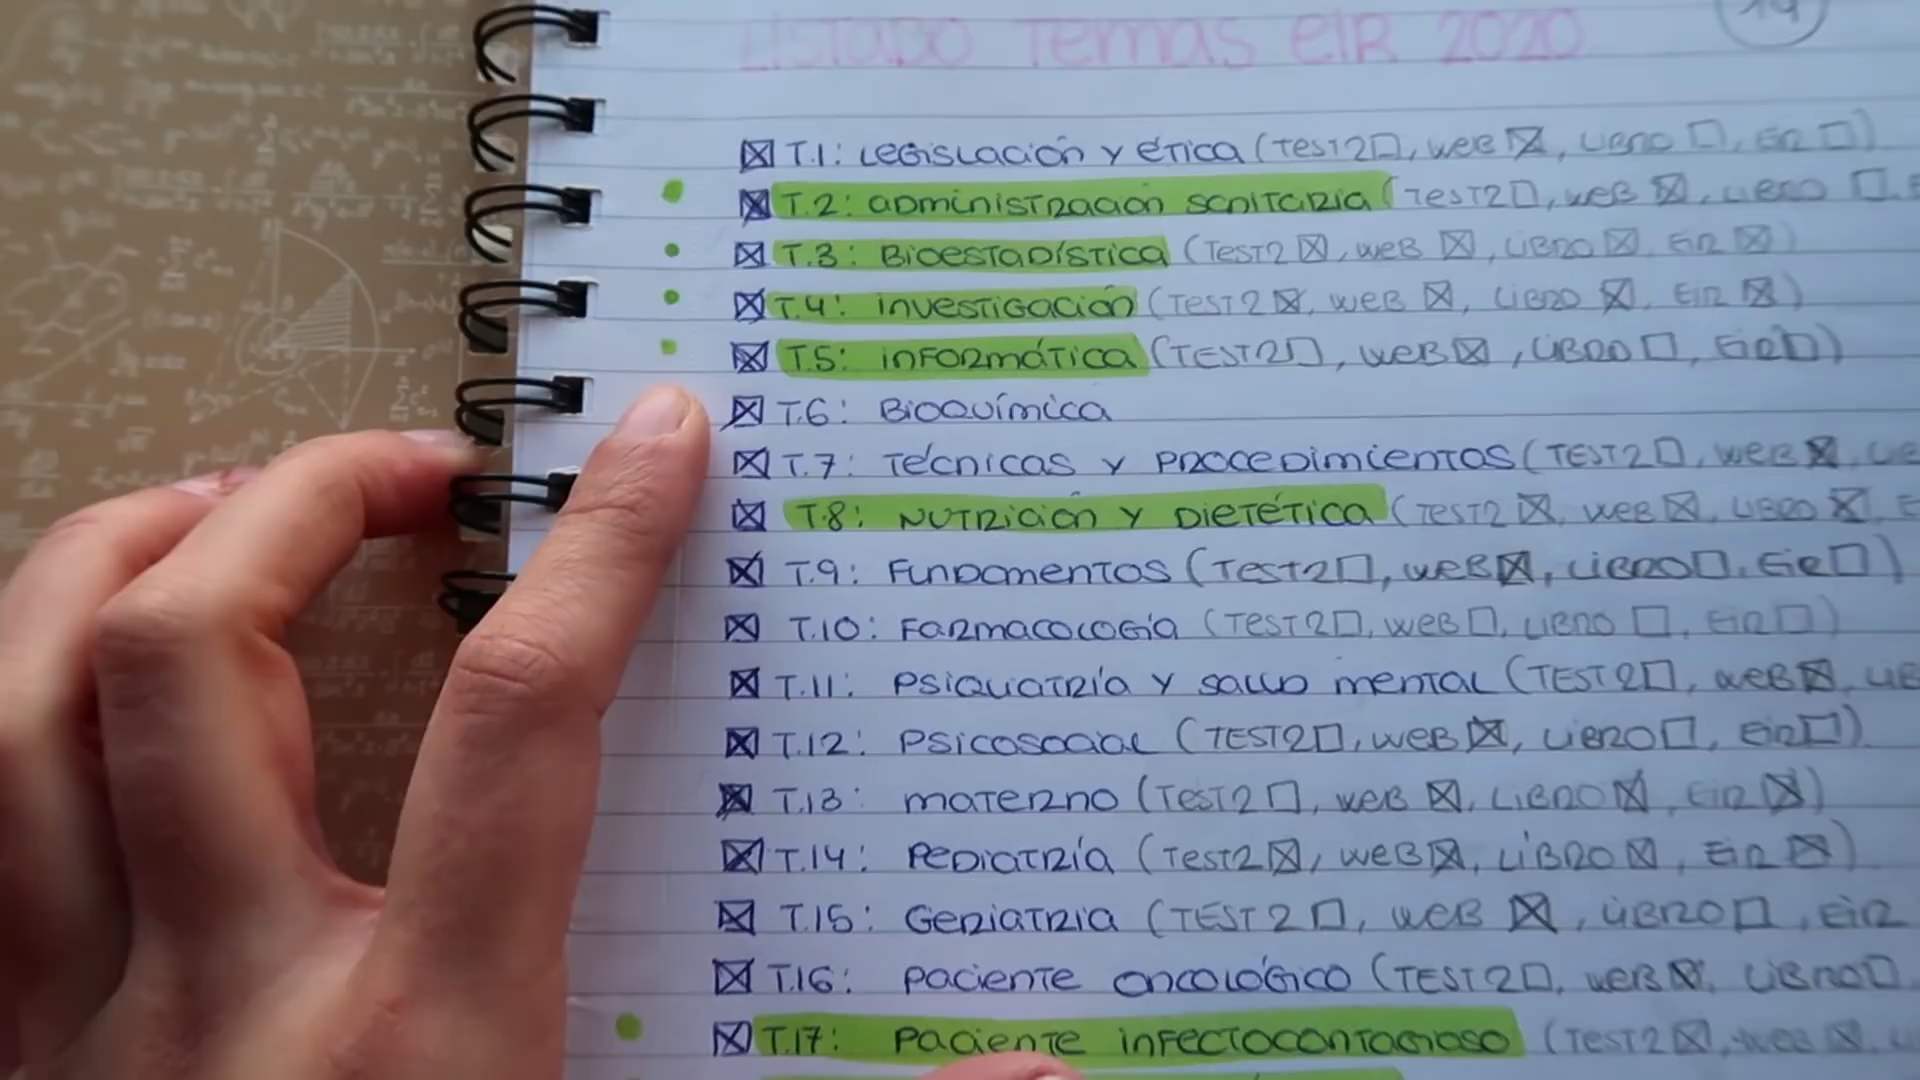 19
Listado temas EIR 2020
☒ T.1: Legislación y ética (Test2 ☐, web ☒, Libro ☐, EIR ☐)
☒ T.2: Administración sanitaria (Test2 ☐, web ☒, Libro ☐,
☒ T.3: Bioestadística (Test2 ☒, web ☒, Libro ☒, EIR ☒)
☒ T.4: investigación (Test2 ☒, web ☒, Libro ☒, EIR ☒)
☒ T.5: informática (Test2 ☐, web ☒, Libro ☐, EIR ☐)
☒ T.6: Bioquímica
☒ T.7: Técnicas y procedimientos (Test2 ☐, web ☒,
☒ T.8: Nutrición y Dietética (Test2 ☒, web ☒, Libro ☒,
☒ T.9: Fundamentos (Test2 ☐, web ☒, Libro ☐, EIR ☐)
☒ T.10: Farmacología (Test2 ☐, web ☐, Libro ☐, EIR ☐)
☒ T.11: Psiquiatría y salud mental (Test2 ☐, web ☒,
☒ T.12: Psicosocial (Test2 ☐, web ☒, Libro ☐, EIR ☐)
☒ T.13: materno (Test2 ☐, web ☒, Libro ☒, EIR ☒)
☒ T.14: Pediatría (Test2 ☒, web ☒, Libro ☒, EIR ☒)
☒ T.15: Geriatria (Test2 ☐, web ☒, Libro ☐, EIR
☒ T.16: Paciente oncológico (Test2 ☐, web ☒, Libro ☐,
☒ T.17: Paciente infectocontagioso (Test2 ☒, web ☒,